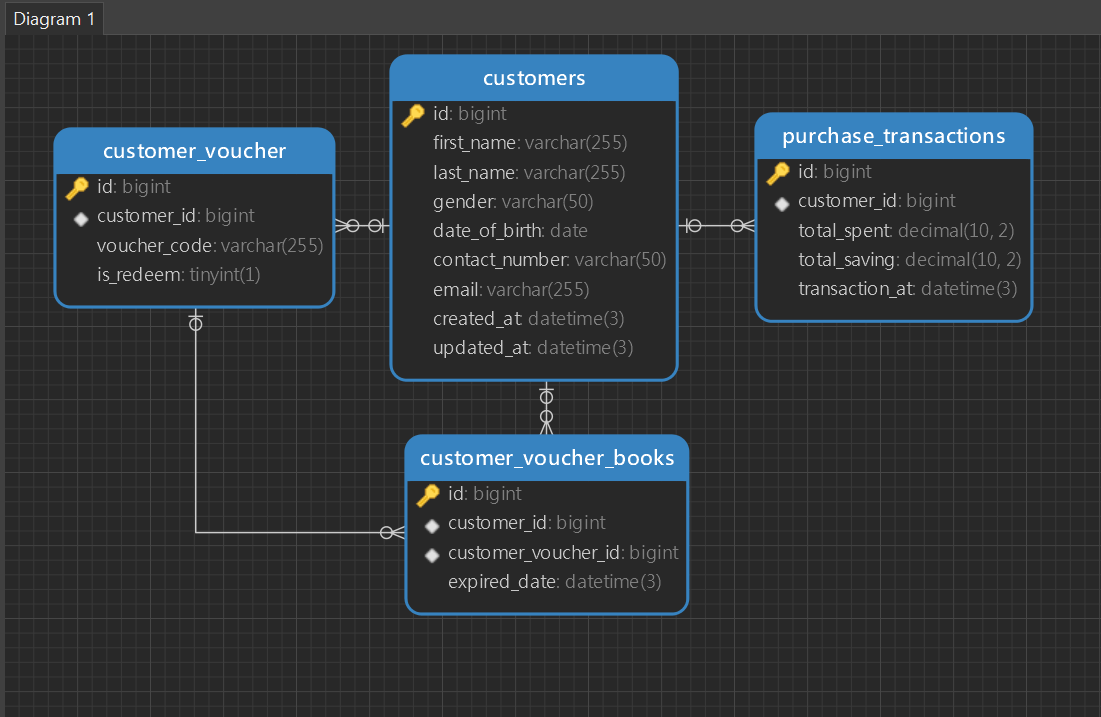 Diagram 1
customers
id: bigint
first_name: varchar(255)
last_name: varchar(255)
gender: varchar(50)
date_of_birth: date
contact_number: varchar(50)
email: varchar(255)
created_at: datetime(3)
updated_at: datetime(3)
customer_voucher
id: bigint
customer_id: bigint
voucher_code: varchar(255)
is_redeem: tinyint(1)
purchase_transactions
id: bigint
customer_id: bigint
total_spent: decimal(10, 2)
total_saving: decimal(10, 2)
transaction_at: datetime(3)
customer_voucher_books
id: bigint
customer_id: bigint
customer_voucher_id: bigint
expired_date: datetime(3)